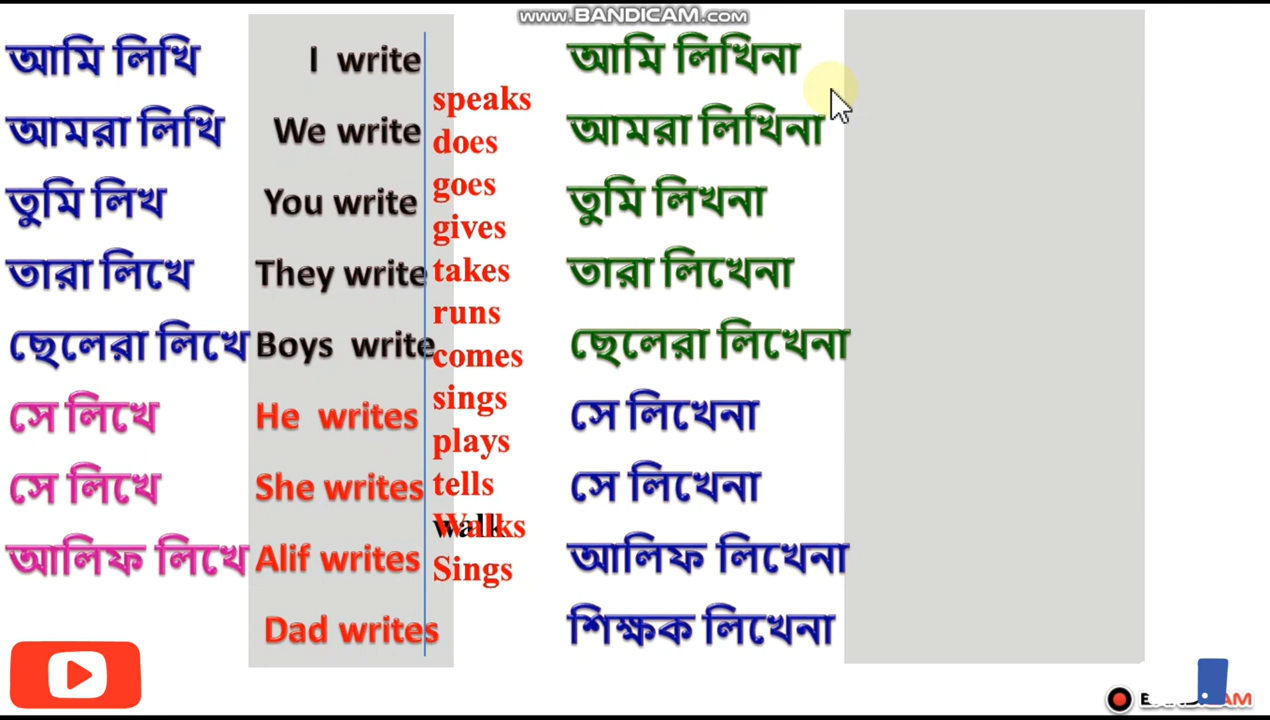 www.BANDICAM.com
আমি লিখি
আমরা লিখি
তুমি লিখ
তারা লিখে
ছেলেরা লিখে
সে লিখে
সে লিখে
আলিফ লিখে
I write
We write
You write
They write
Boys write
He writes
She writes
Alif writes
Dad writes
speaks
does
goes
gives
takes
runs
comes
sings
plays
tells
Walks
Sings
আমি লিখিনা
আমরা লিখিনা
তুমি লিখনা
তারা লিখেনা
ছেলেরা লিখেনা
সে লিখেনা
সে লিখেনা
আলিফ লিখেনা
শিক্ষক লিখেনা